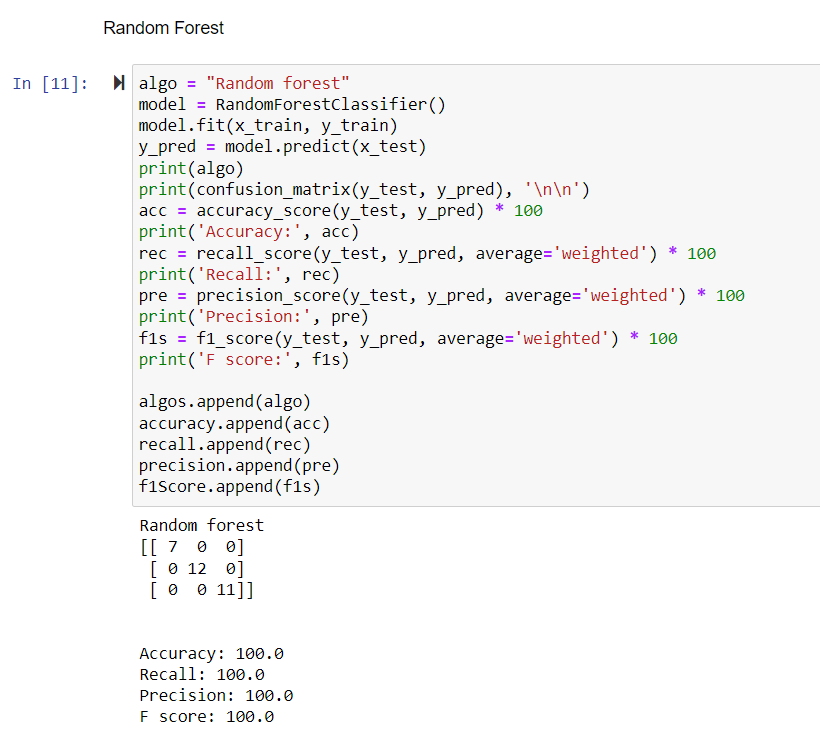 Random Forest
In [11]:
algo = "Random forest"
model = RandomForestClassifier()
model.fit(x_train, y_train)
y_pred = model.predict(x_test)
print(algo)
print(confusion_matrix(y_test, y_pred), '\n\n')
acc = accuracy_score(y_test, y_pred) * 100
print('Accuracy:', acc)
rec = recall_score(y_test, y_pred, average='weighted') * 100
print('Recall:', rec)
pre = precision_score(y_test, y_pred, average='weighted') * 100
print('Precision:', pre)
f1s = f1_score(y_test, y_pred, average='weighted') * 100
print('F score:', f1s)

algos.append(algo)
accuracy.append(acc)
recall.append(rec)
precision.append(pre)
f1Score.append(f1s)
Random forest
[[ 7  0  0]
 [ 0 12  0]
 [ 0  0 11]]

Accuracy: 100.0
Recall: 100.0
Precision: 100.0
F score: 100.0